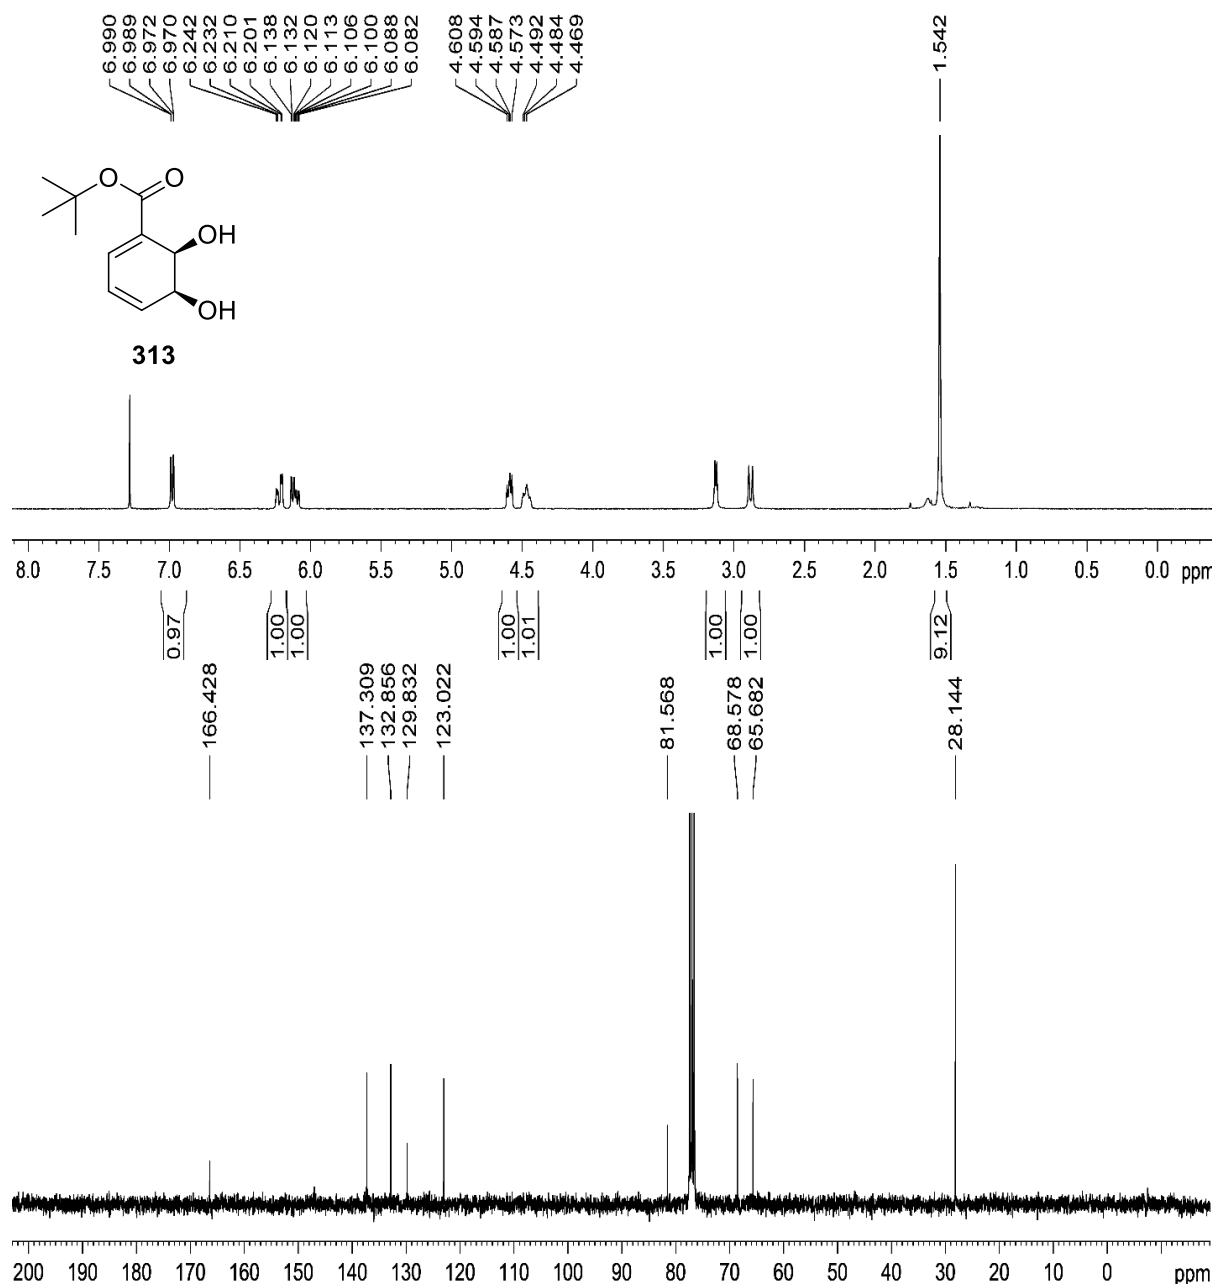 6.990 6.989 6.972 6.970 6.242 6.232 6.210 6.201 6.138 6.132 6.120 6.113 6.106 6.100 6.088 6.082 4.608 4.594 4.587 4.573 4.492 4.484 4.469 1.542
O O
OH
OH
313
8.0 7.5 7.0 6.5 6.0 5.5 5.0 4.5 4.0 3.5 3.0 2.5 2.0 1.5 1.0 0.5 0.0 ppm
0.97 1.00 1.00 1.00 1.01 1.00 1.00 9.12
166.428 137.309 132.856 129.832 123.022 81.568 68.578 65.682 28.144
200 190 180 170 160 150 140 130 120 110 100 90 80 70 60 50 40 30 20 10 0 ppm